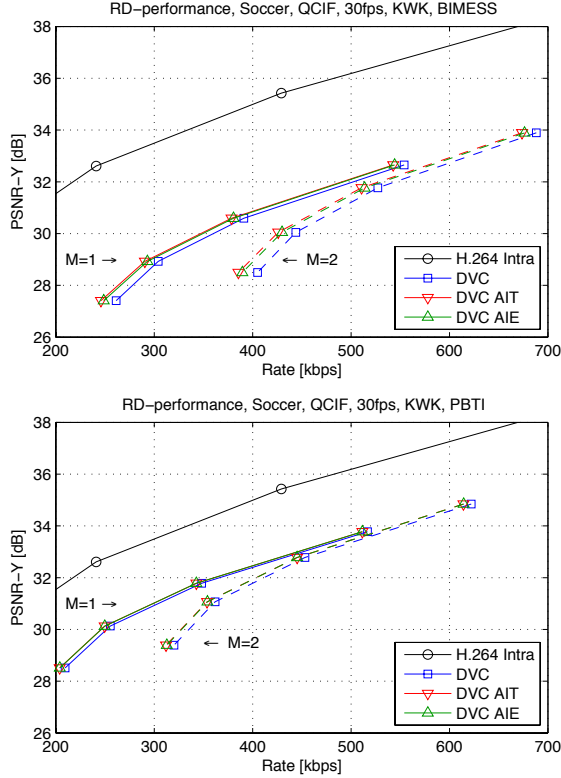 RD−performance, Soccer, QCIF, 30fps, KWK, BIMESS
38
36
34
32
30
28
26
PSNR−Y [dB]
M=1
M=2
H.264 Intra
DVC
DVC AIT
DVC AIE
200 300 400 500 600 700
Rate [kbps]
RD−performance, Soccer, QCIF, 30fps, KWK, PBTI
38
36
34
32
30
28
26
PSNR−Y [dB]
M=1
M=2
H.264 Intra
DVC
DVC AIT
DVC AIE
200 300 400 500 600 700
Rate [kbps]